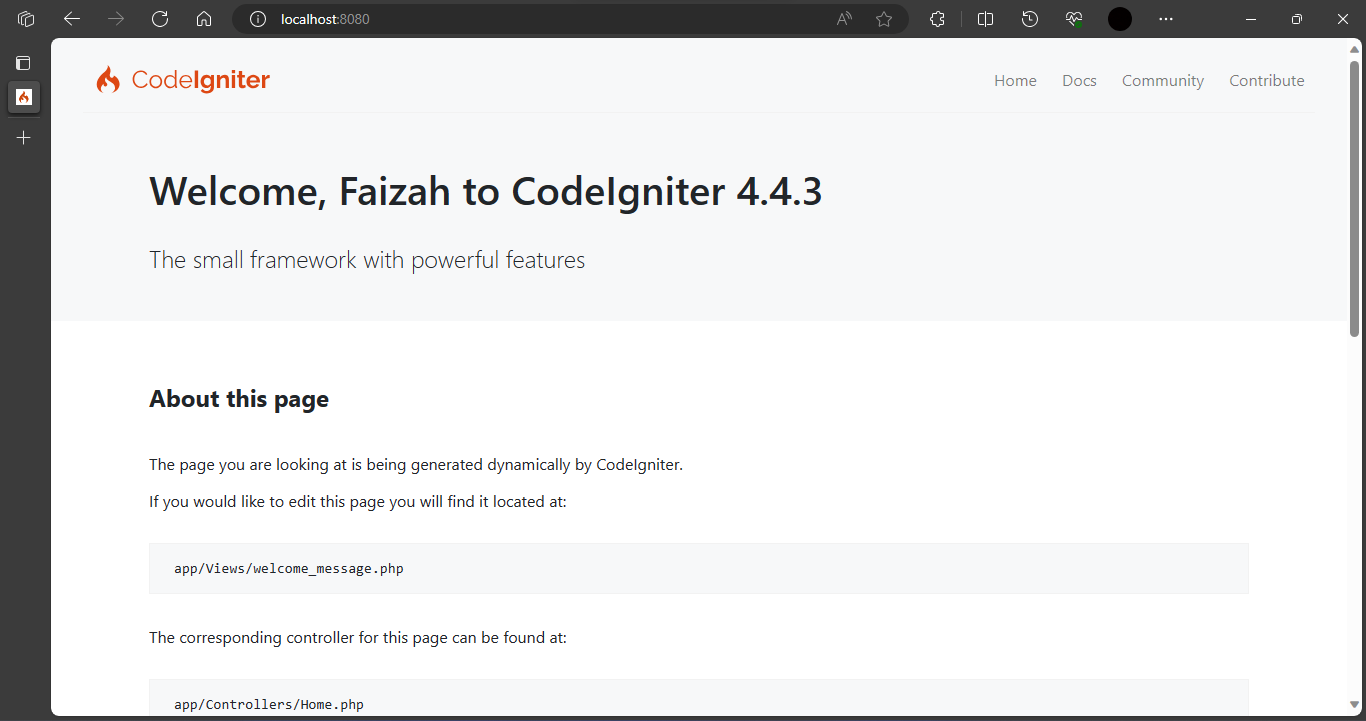 localhost:8080
CodeIgniter
Home Docs Community Contribute
Welcome, Faizah to CodeIgniter 4.4.3
The small framework with powerful features
About this page
The page you are looking at is being generated dynamically by CodeIgniter.
If you would like to edit this page you will find it located at:
app/Views/welcome_message.php
The corresponding controller for this page can be found at:
app/Controllers/Home.php